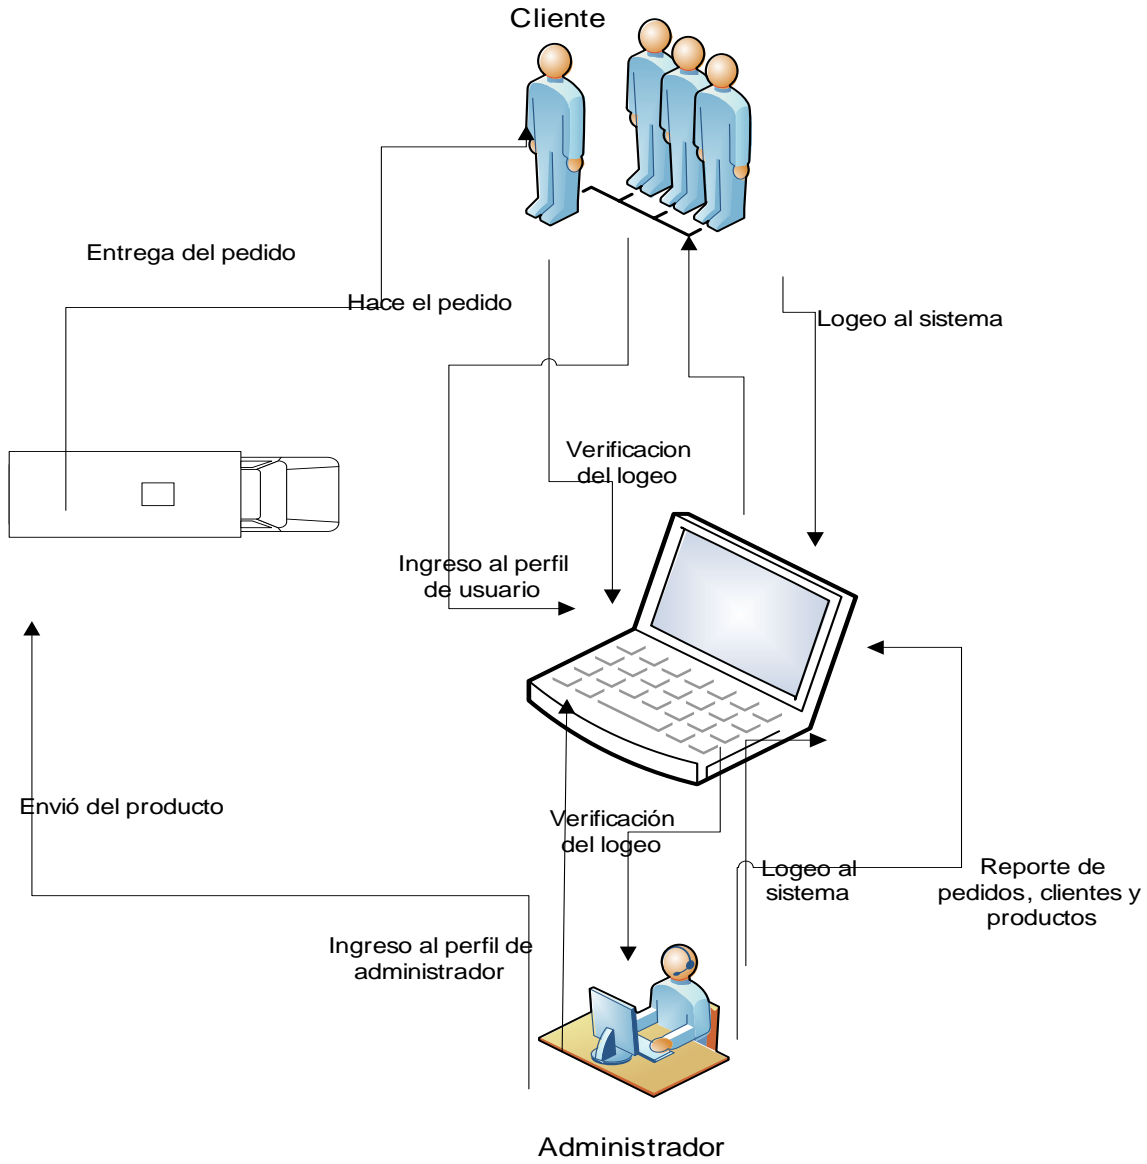 Cliente
Entrega del pedido
Hace el pedido
Logeo al sistema
Verificacion
del logeo
Ingreso al perfil
de usuario
Envió del producto
Verificación
del logeo
Logeo al
sistema
Reporte de
pedidos, clientes y
productos
Ingreso al perfil de
administrador
Administrador